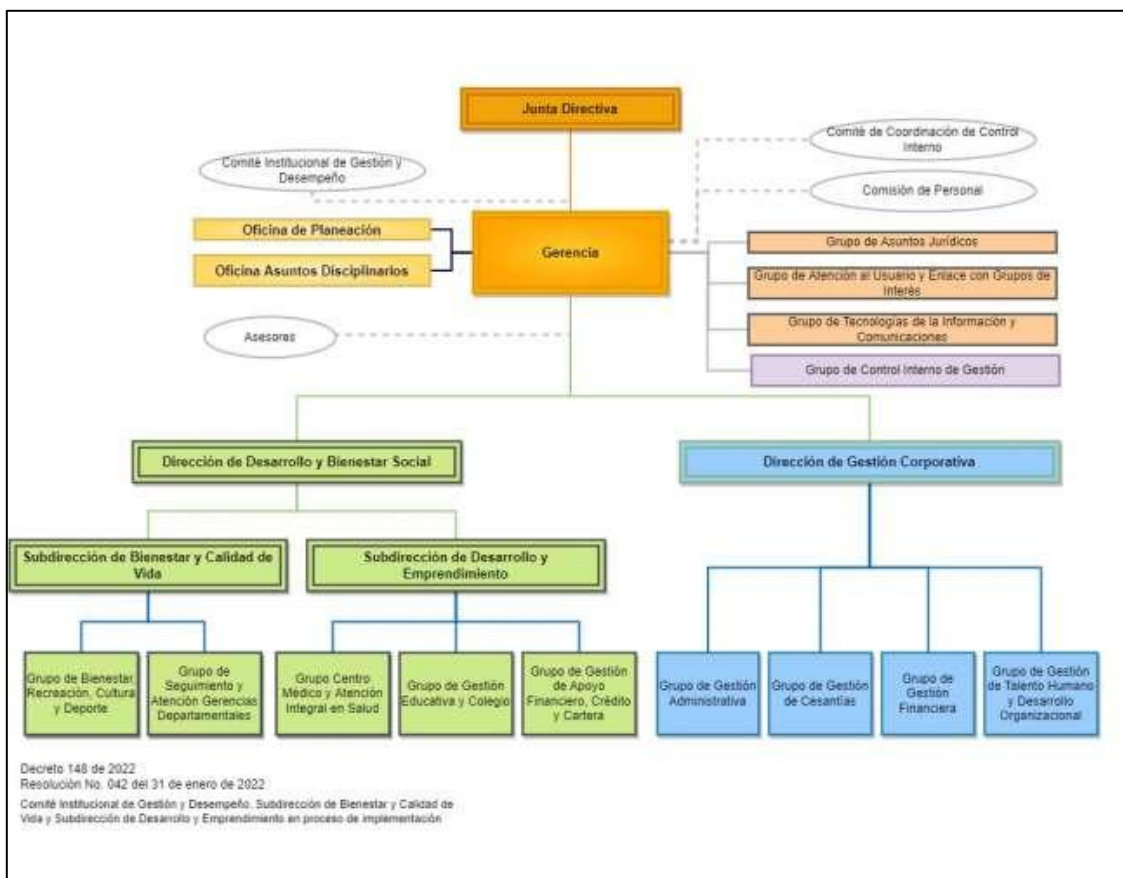 Junta Directiva
Comité de Coordinación de Control
Interno
Comité Institucional de Gestión y
Desempeño
Comisión de Personal
Oficina de Planeación
Oficina Asuntos Disciplinarios
Gerencia
Grupo de Asuntos Jurídicos
Grupo de Atención al Usuario y Enlace con Grupos de
Interés
Grupo de Tecnologías de la Información y
Comunicaciones
Grupo de Control Interno de Gestión
Asesores
Dirección de Desarrollo y Bienestar Social
Dirección de Gestión Corporativa
Subdirección de Bienestar y Calidad de
Vida
Subdirección de Desarrollo y
Emprendimiento
Grupo de Bienestar,
Recreación, Cultura
y Deporte
Grupo de
Seguimiento y
Atención Gerencias
Departamentales
Grupo Centro
Médico y Atención
Integral en Salud
Grupo de Gestión
Educativa y Colegio
Grupo de Gestión
de Apoyo
Financiero, Crédito
y Cartera
Grupo de Gestión
Administrativa
Grupo de Gestión
de Cesantías
Grupo de
Gestión
Financiera
Grupo de Gestión
de Talento Humano
y Desarrollo
Organizacional
Decreto 148 de 2022
Resolución No. 042 del 31 de enero de 2022
Comité Institucional de Gestión y Desempeño, Subdirección de Bienestar y Calidad de
Vida y Subdirección de Desarrollo y Emprendimiento en proceso de implementación